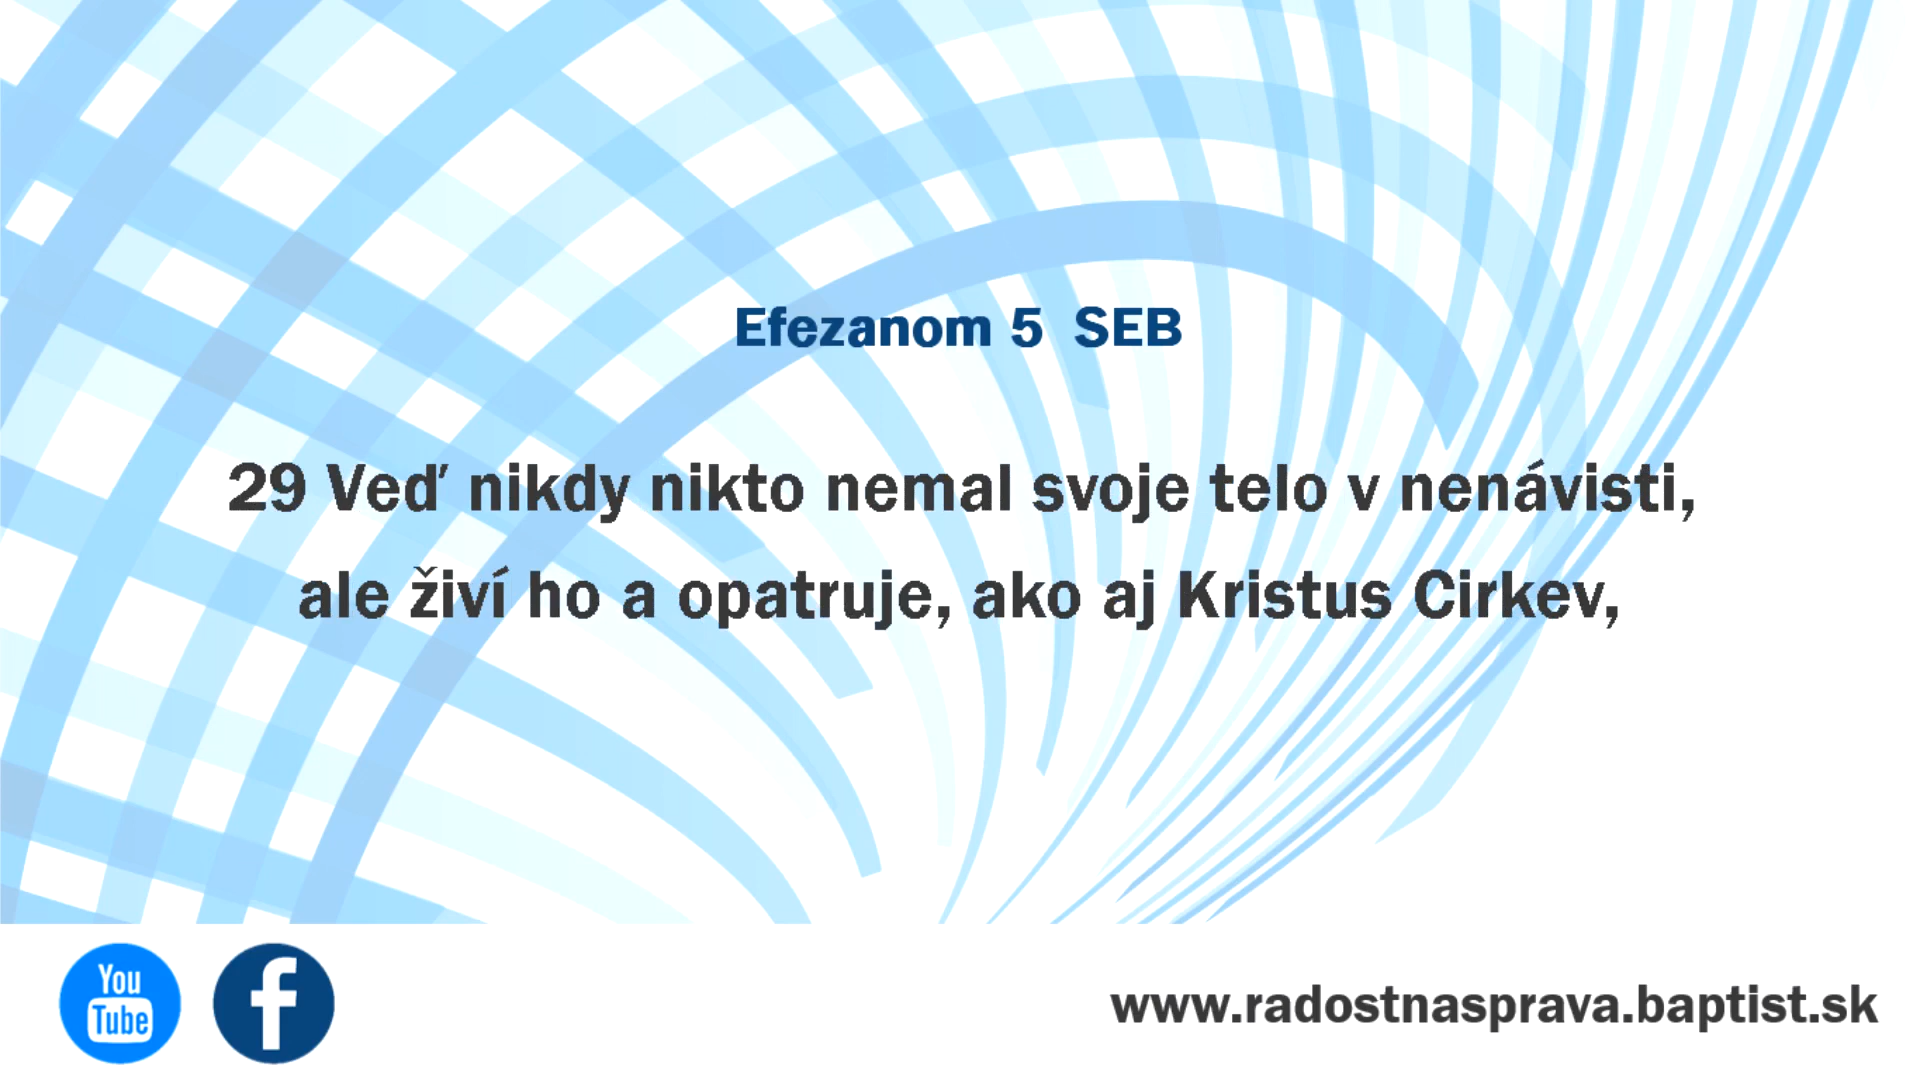 Efezanom 5 SEB
29 Veď nikdy nikto nemal svoje telo v nenávisti,
ale živí ho a opatruje, ako aj Kristus Cirkev,
You
Tube
f
www.radostnasprava.baptist.sk